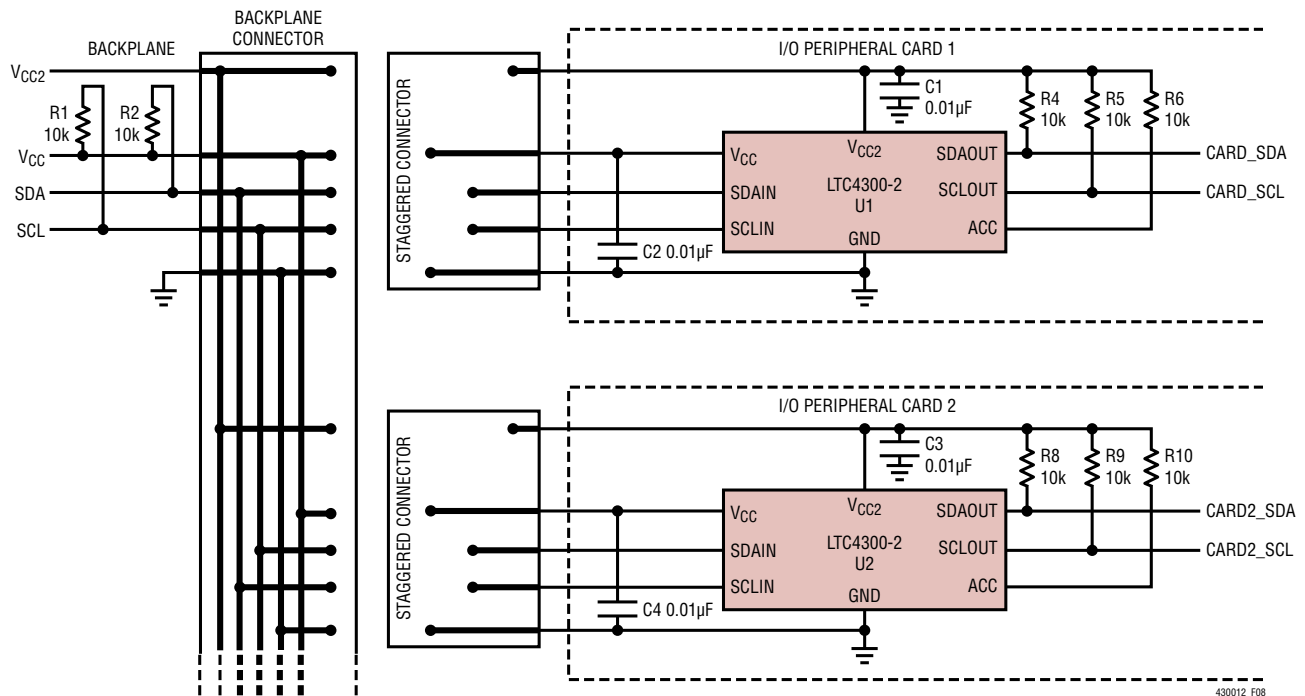 BACKPLANE
BACKPLANE
CONNECTOR
VCC2
R1
10k
R2
10k
VCC
SDA
SCL
STAGGERED CONNECTOR
I/O PERIPHERAL CARD 1
C1
0.01µF
R4
10k
R5
10k
R6
10k
VCC
VCC2
SDAOUT
CARD_SDA
SDAIN
LTC4300-2
U1
SCLOUT
CARD_SCL
SCLIN
GND
ACC
C2 0.01µF
STAGGERED CONNECTOR
I/O PERIPHERAL CARD 2
C3
0.01µF
R8
10k
R9
10k
R10
10k
VCC
VCC2
SDAOUT
CARD2_SDA
SDAIN
LTC4300-2
U2
SCLOUT
CARD2_SCL
SCLIN
GND
ACC
C4 0.01µF
430012 F08